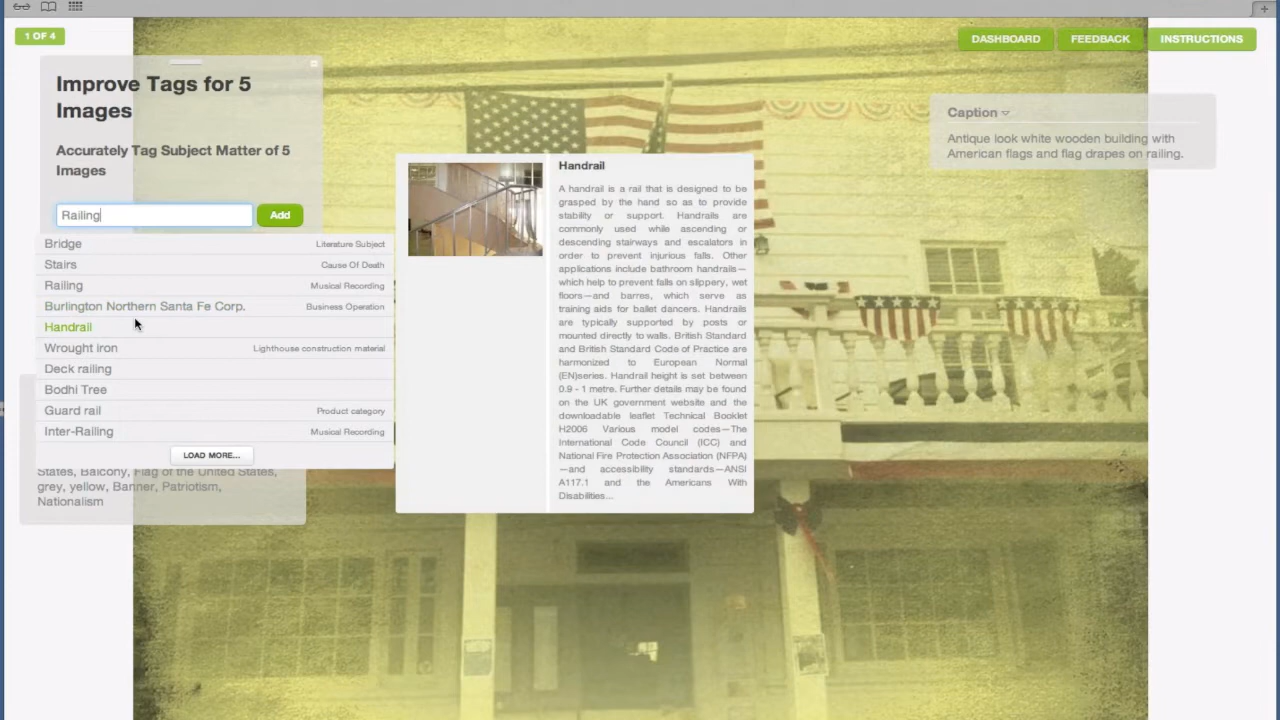 1 OF 4
DASHBOARD
FEEDBACK
INSTRUCTIONS
Improve Tags for 5
Images
Accurately Tag Subject Matter of 5
Images
Railing
Add
Bridge Literature Subject
Stairs Cause Of Death
Railing Musical Recording
Burlington Northern Santa Fe Corp. Business Operation
Handrail
Wrought iron Lighthouse construction material
Deck railing
Bodhi Tree
Guard rail Product category
Inter-Railing Musical Recording
LOAD MORE...
States, Balcony, Flag of the United States,
grey, yellow, Banner, Patriotism,
Nationalism
Handrail
A handrail is a rail that is designed to be
grasped by the hand so as to provide
stability or support. Handrails are
commonly used while ascending or
descending stairways and escalators in
order to prevent injurious falls. Other
applications include bathroom handrails—
which help to prevent falls on slippery, wet
floors—and barres, which serve as
training aids for ballet dancers. Handrails
are typically supported by posts or
mounted directly to walls. British Standard
and British Standard Code of Practice are
harmonized to European Normal
(EN)series. Handrail height is set between
0.9 - 1 metre. Further details may be found
on the UK government website and the
downloadable leaflet Technical Booklet
H2006 Various model codes—The
International Code Council (ICC) and
National Fire Protection Association (NFPA)
—and accessibility standards—ANSI
A117.1 and the Americans With
Disabilities...
Caption
Antique look white wooden building with
American flags and flag drapes on railing.